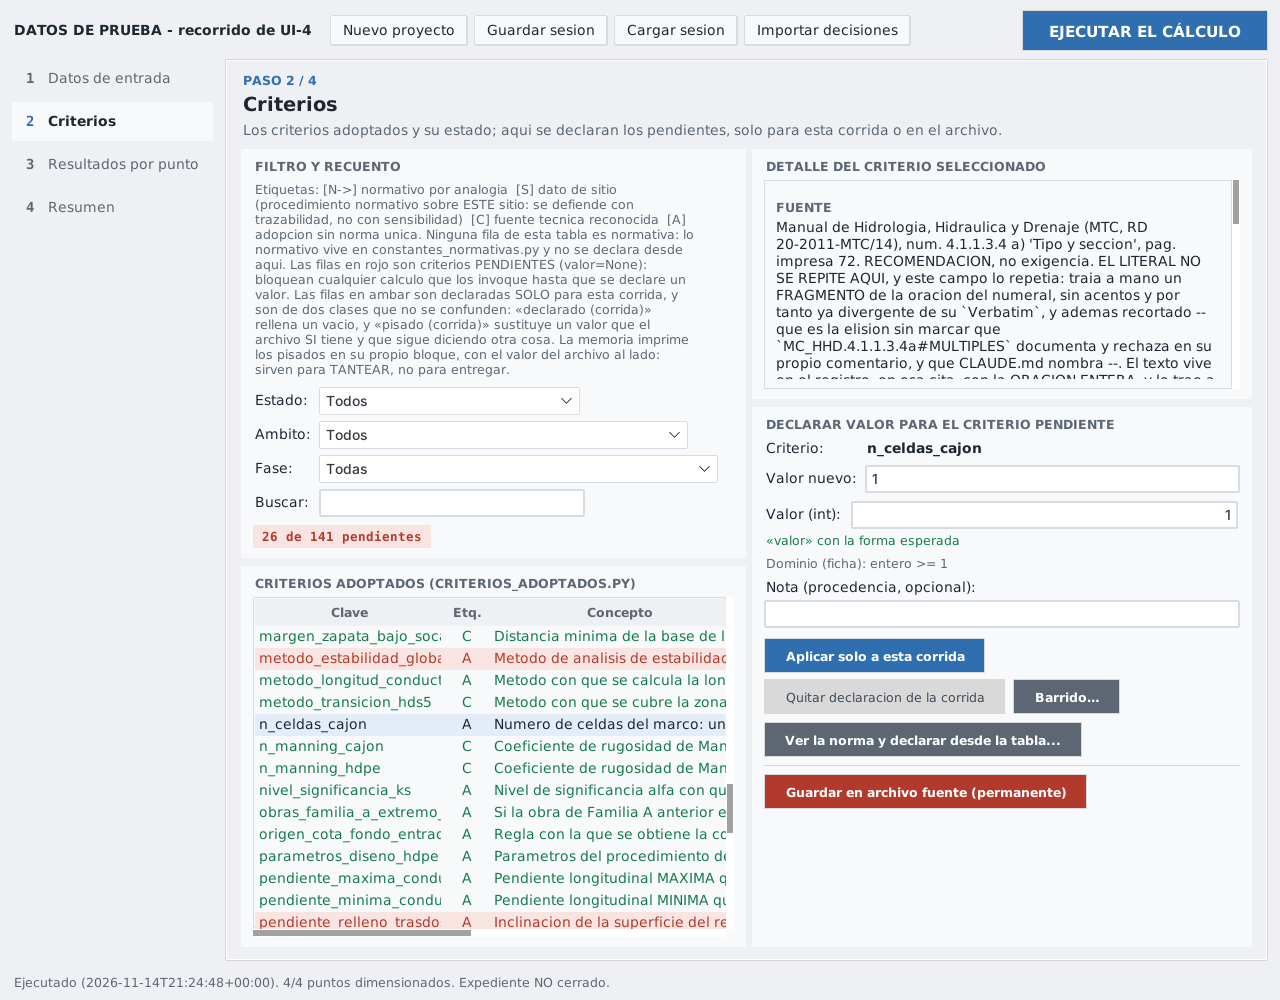 DATOS DE PRUEBA - recorrido de UI-4
Nuevo proyecto
Guardar sesion
Cargar sesion
Importar decisiones
EJECUTAR EL CÁLCULO
1 Datos de entrada
2 Criterios
3 Resultados por punto
4 Resumen
PASO 2 / 4
Criterios
Los criterios adoptados y su estado; aqui se declaran los pendientes, solo para esta corrida o en el archivo.
FILTRO Y RECUENTO
Etiquetas: [N->] normativo por analogia [S] dato de sitio
(procedimiento normativo sobre ESTE sitio: se defiende con
trazabilidad, no con sensibilidad) [C] fuente tecnica reconocida [A]
adopcion sin norma unica. Ninguna fila de esta tabla es normativa: lo
normativo vive en constantes_normativas.py y no se declara desde
aqui. Las filas en rojo son criterios PENDIENTES (valor=None):
bloquean cualquier calculo que los invoque hasta que se declare un
valor. Las filas en ambar son declaradas SOLO para esta corrida, y
son de dos clases que no se confunden: «declarado (corrida)»
rellena un vacio, y «pisado (corrida)» sustituye un valor que el
archivo SI tiene y que sigue diciendo otra cosa. La memoria imprime
los pisados en su propio bloque, con el valor del archivo al lado:
sirven para TANTEAR, no para entregar.
Estado: Todos
Ambito: Todos
Fase: Todas
Buscar:
26 de 141 pendientes
CRITERIOS ADOPTADOS (CRITERIOS_ADOPTADOS.PY)
Clave Etq. Concepto
margen_zapata_bajo_soca C Distancia minima de la base de l
metodo_estabilidad_globa A Metodo de analisis de estabilidad
metodo_longitud_conduct A Metodo con que se calcula la lon
metodo_transicion_hds5 C Metodo con que se cubre la zona
n_celdas_cajon A Numero de celdas del marco: un
n_manning_cajon C Coeficiente de rugosidad de Man
n_manning_hdpe C Coeficiente de rugosidad de Man
nivel_significancia_ks A Nivel de significancia alfa con qu
obras_familia_a_extremo_ A Si la obra de Familia A anterior e
origen_cota_fondo_entrad A Regla con la que se obtiene la co
parametros_diseno_hdpe A Parametros del procedimiento de
pendiente_maxima_condu A Pendiente longitudinal MAXIMA q
pendiente_minima_condu A Pendiente longitudinal MINIMA qu
pendiente_relleno_trasdo A Inclinacion de la superficie del re
DETALLE DEL CRITERIO SELECCIONADO
FUENTE
Manual de Hidrologia, Hidraulica y Drenaje (MTC, RD
20-2011-MTC/14), num. 4.1.1.3.4 a) 'Tipo y seccion', pag.
impresa 72. RECOMENDACION, no exigencia. EL LITERAL NO
SE REPITE AQUI, y este campo lo repetia: traia a mano un
FRAGMENTO de la oracion del numeral, sin acentos y por
tanto ya divergente de su `Verbatim`, y ademas recortado --
que es la elision sin marcar que
`MC_HHD.4.1.1.3.4a#MULTIPLES` documenta y rechaza en su
propio comentario, y que CLAUDE.md nombra --. El texto vive
en el registro, en esa cita, con la ORACION ENTERA, y lo trae a
DECLARAR VALOR PARA EL CRITERIO PENDIENTE
Criterio: n_celdas_cajon
Valor nuevo: 1
Valor (int): 1
«valor» con la forma esperada
Dominio (ficha): entero >= 1
Nota (procedencia, opcional):
Aplicar solo a esta corrida
Quitar declaracion de la corrida
Barrido...
Ver la norma y declarar desde la tabla...
Guardar en archivo fuente (permanente)
Ejecutado (2026-11-14T21:24:48+00:00). 4/4 puntos dimensionados. Expediente NO cerrado.